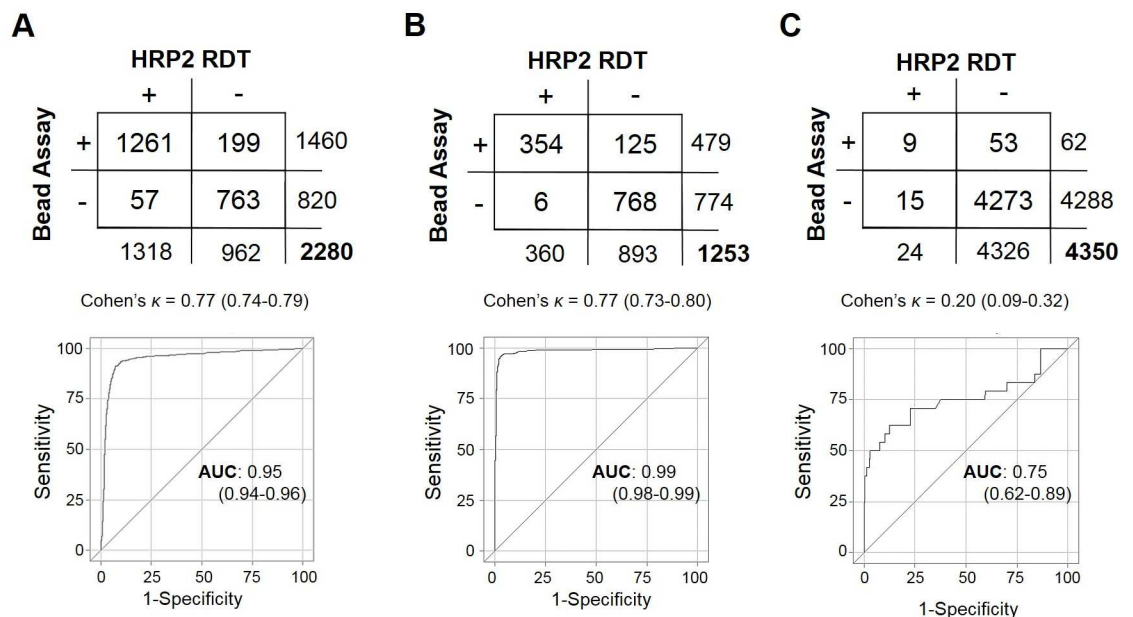 A
HRP2 RDT
+ -
Bead Assay
+ 1261 199 1460
- 57 763 820
1318 962 2280
Cohen's κ = 0.77 (0.74-0.79)
Sensitivity
100
75
50
25
0
AUC: 0.95
(0.94-0.96)
0 25 50 75 100
1-Specificity
B
HRP2 RDT
+ -
+ 354 125 479
- 6 768 774
360 893 1253
Cohen's κ = 0.77 (0.73-0.80)
Sensitivity
100
75
50
25
0
AUC: 0.99
(0.98-0.99)
0 25 50 75 100
1-Specificity
C
HRP2 RDT
+ -
Bead Assay
+ 9 53 62
- 15 4273 4288
24 4326 4350
Cohen's κ = 0.20 (0.09-0.32)
Sensitivity
100
75
50
25
0
AUC: 0.75
(0.62-0.89)
0 25 50 75 100
1-Specificity